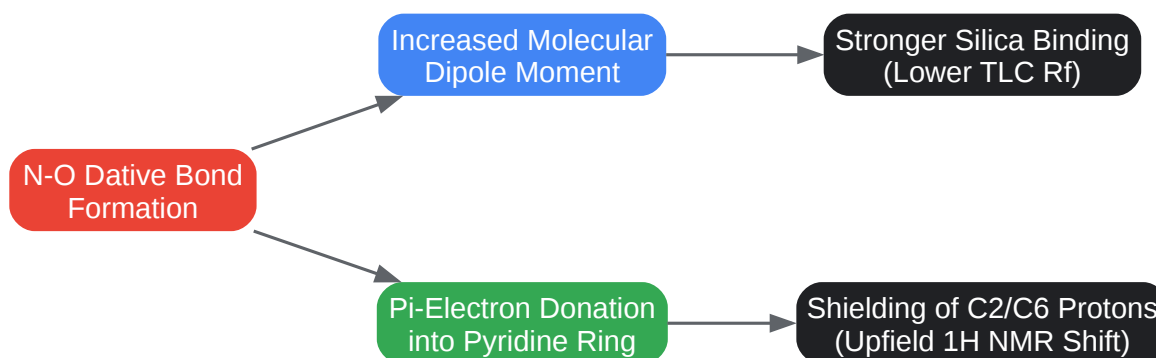 Increased Molecular
Dipole Moment
Stronger Silica Binding
(Lower TLC Rf)
N-O Dative Bond
Formation
Pi-Electron Donation
into Pyridine Ring
Shielding of C2/C6 Protons
(Upfield 1H NMR Shift)